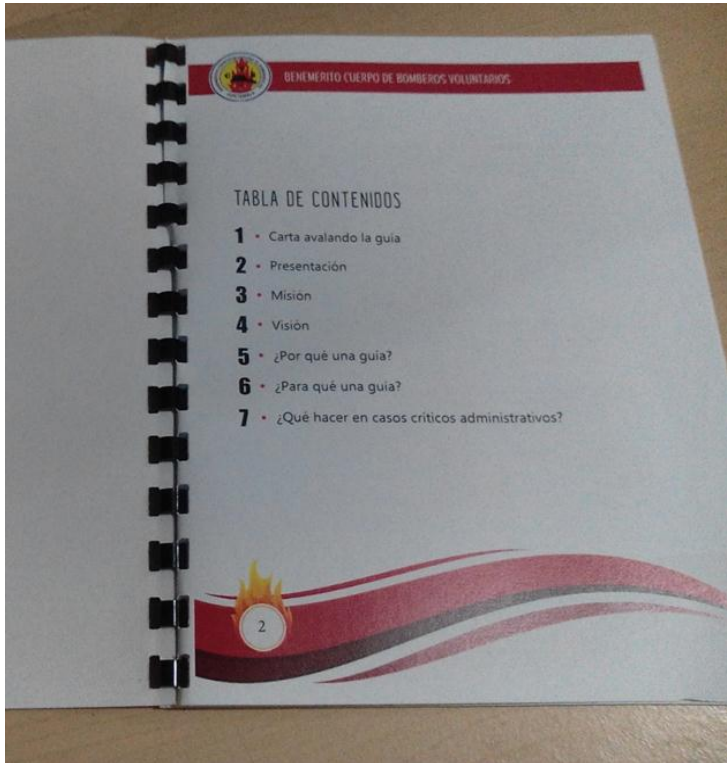 BENEMERITO CUERPO DE BOMBEROS VOLUNTARIOS
TABLA DE CONTENIDOS
1 • Carta avalando la guía
2 • Presentación
3 • Misión
4 • Visión
5 • ¿Por qué una guía?
6 • ¿Para qué una guía?
7 • ¿Qué hacer en casos críticos administrativos?
2